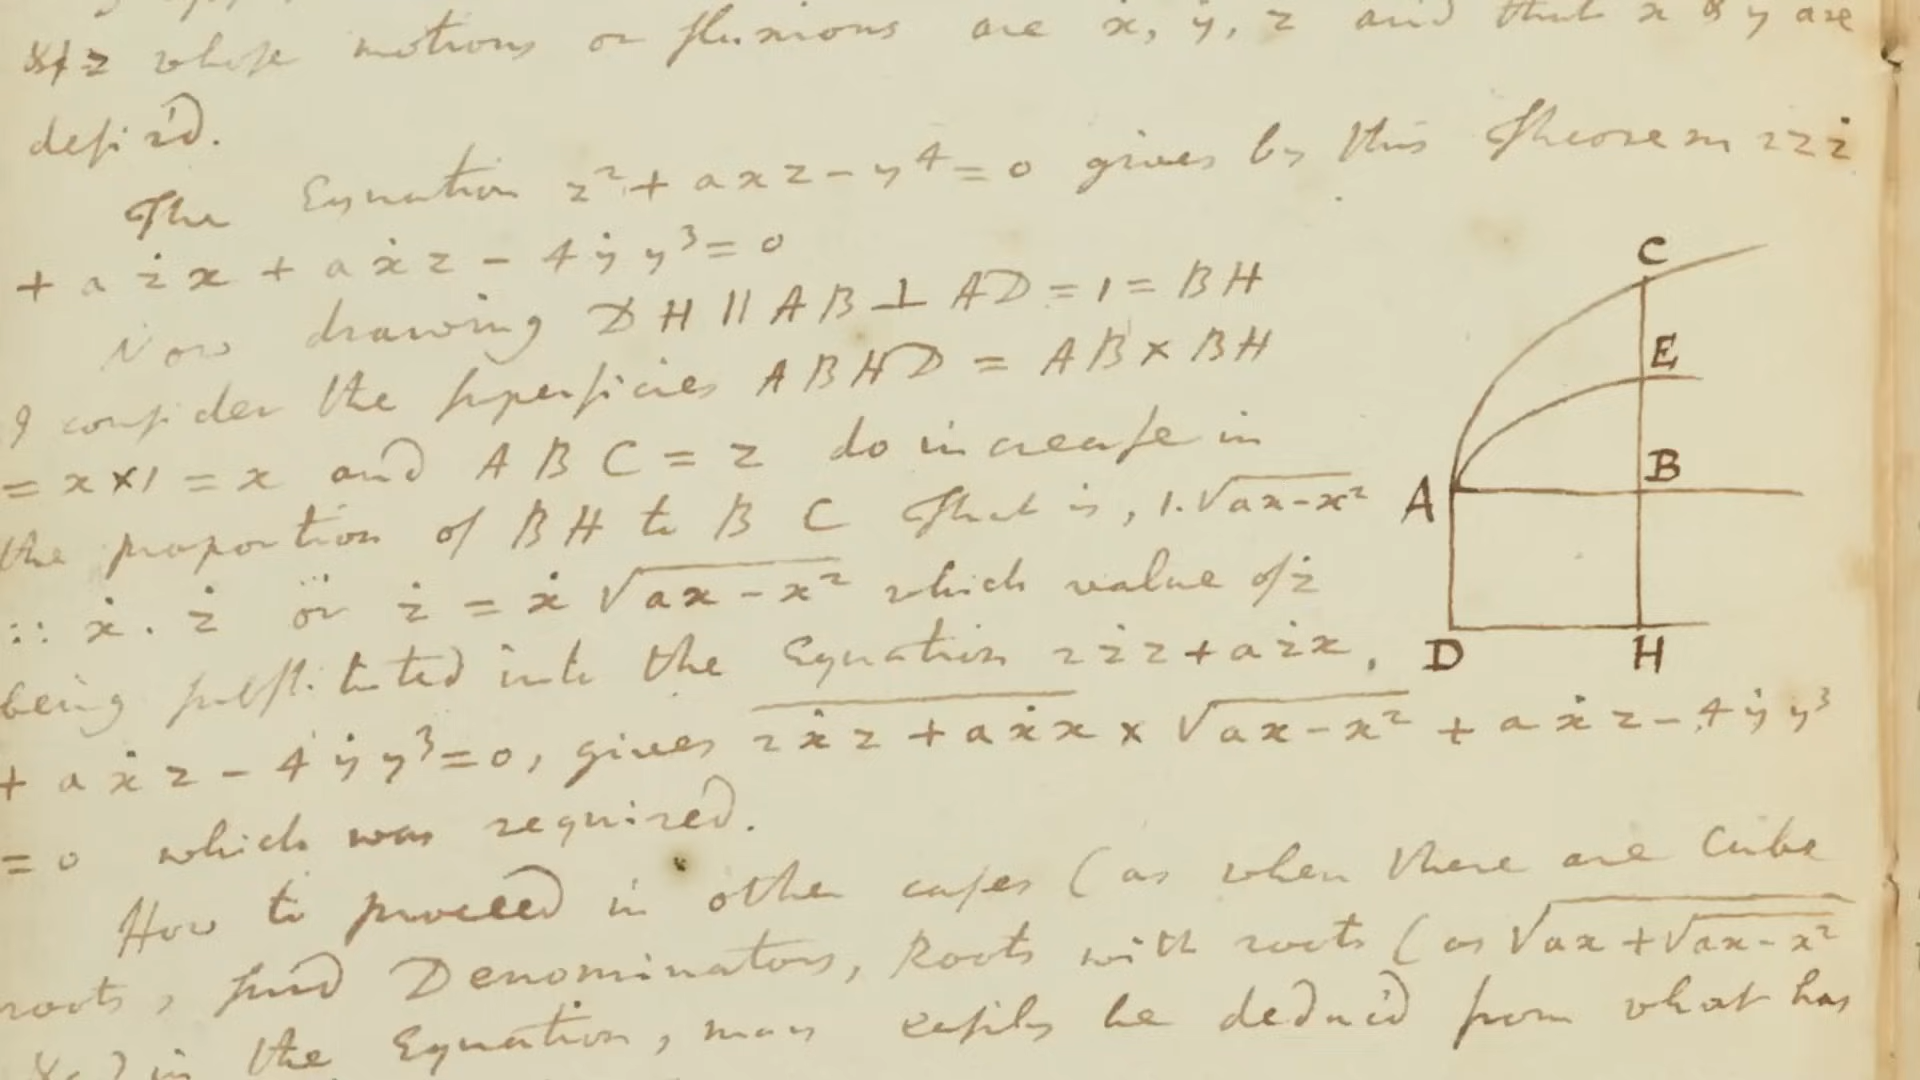 & z whose motions or fluxions are ẋ, ẏ, ż and that x & y are
desir'd.
The Equation z² + axz − y⁴ = 0 gives by this Theorem 2zż
+ ażx + aẋz − 4ẏy³ = 0
Now drawing DH || AB ⊥ AD = 1 = BH
I consider the superficies ABHD = AB × BH
= x × 1 = x and ABC = z do increase in
the proportion of BH to BC That is, 1. √ax−x²
:: ẋ. ż or ż = ẋ √ax − x² which value of ż
being substituted into the Equation 2żz + ażx,
+ aẋz − 4ẏy³ = 0, gives 2ẋz + aẋx × √ax − x² + aẋz − 4ẏy³
= 0 which was required.
How to proceed in other cases (as when there are Cube
roots, surd Denominators, Roots with roots (as √ax + √ax − x²
&c) in the Equation, may easily be deduc'd from what has
C
E
B
A
D
H